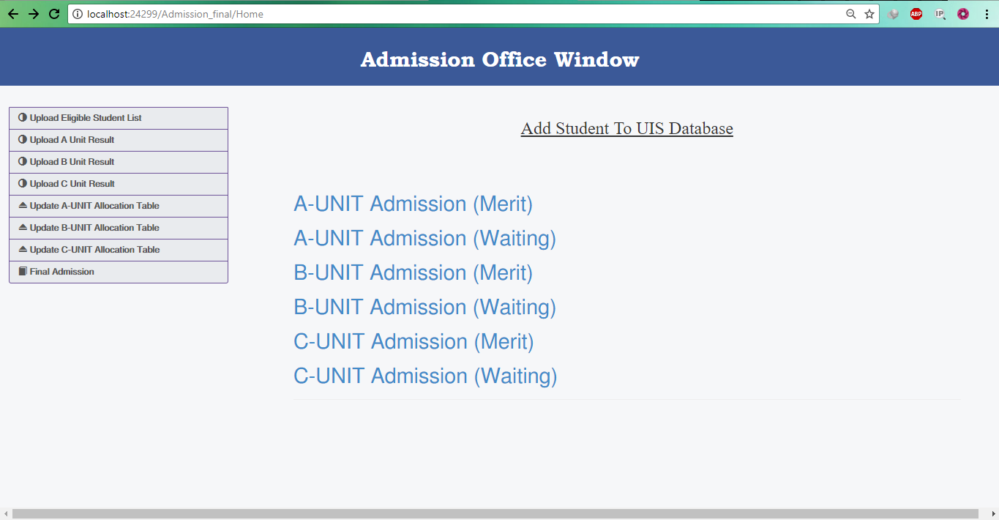 localhost:24299/Admission_final/Home
ABP
IP
Admission Office Window
Upload Eligible Student List
Upload A Unit Result
Upload B Unit Result
Upload C Unit Result
Update A-UNIT Allocation Table
Update B-UNIT Allocation Table
Update C-UNIT Allocation Table
Final Admission
Add Student To UIS Database
A-UNIT Admission (Merit)
A-UNIT Admission (Waiting)
B-UNIT Admission (Merit)
B-UNIT Admission (Waiting)
C-UNIT Admission (Merit)
C-UNIT Admission (Waiting)